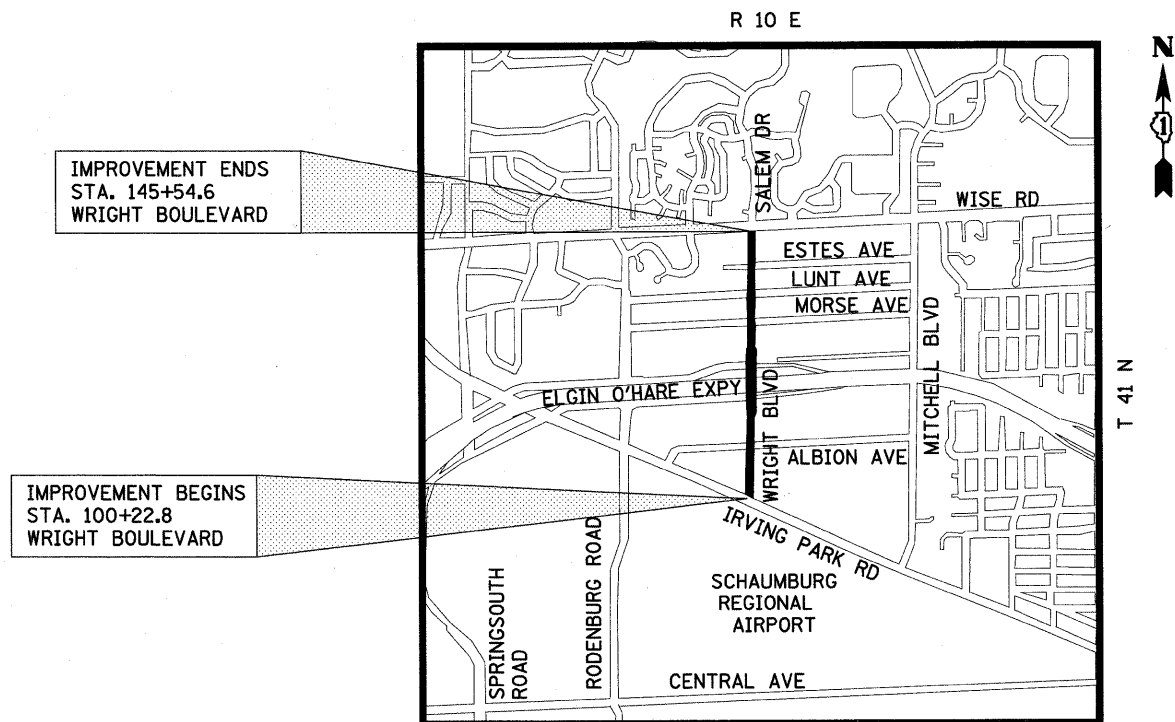 R 10 E
N
1
IMPROVEMENT ENDS
STA. 145+54.6
WRIGHT BOULEVARD
SALEM DR
WISE RD
ESTES AVE
LUNT AVE
MORSE AVE
MITCHELL BLVD
T 41 N
ELGIN O'HARE EXPY
WRIGHT BLVD
ALBION AVE
IMPROVEMENT BEGINS
STA. 100+22.8
WRIGHT BOULEVARD
IRVING PARK RD
SCHAUMBURG
REGIONAL
AIRPORT
SPRINGSOUTH
ROAD
RODENBURG ROAD
CENTRAL AVE